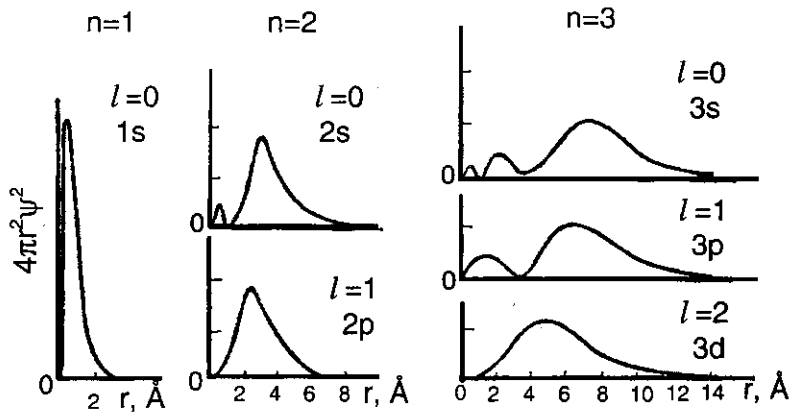 n=1
n=2
n=3
l=0
1s
l=0
2s
l=0
3s
0
0
l=1
2p
l=1
3p
0
l=2
3d
4πr²ψ²
0
2 r, Å
0
2 4 6 8 r, Å
0 2 4 6 8 10 12 14 r, Å